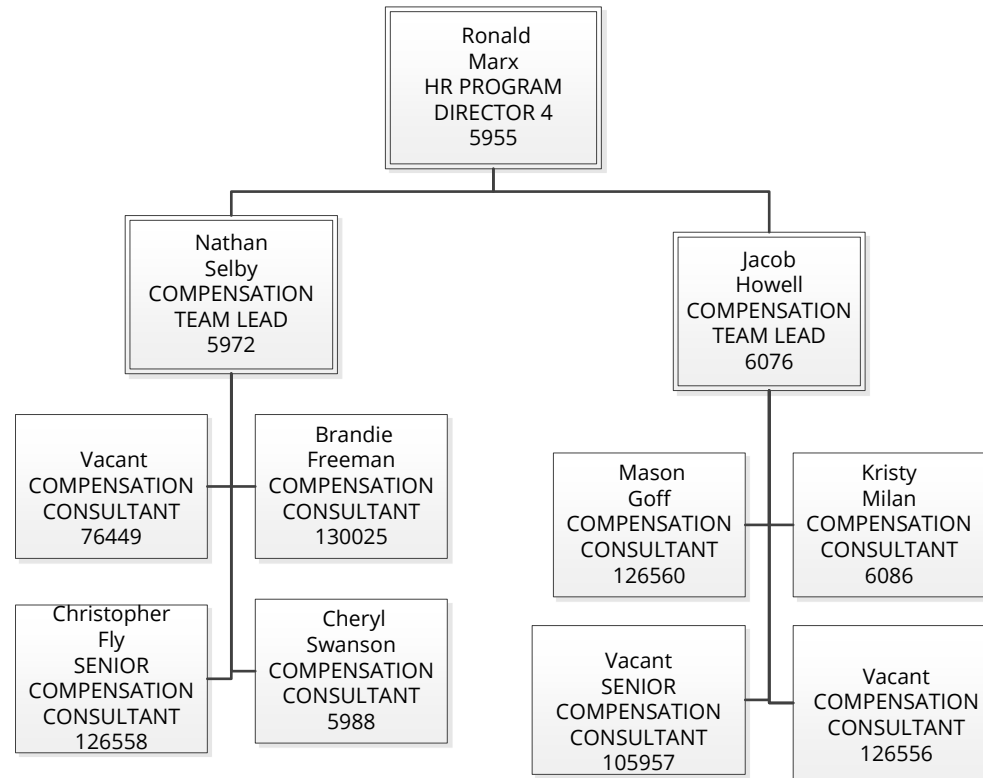 Ronald
Marx
HR PROGRAM
DIRECTOR 4
5955
Nathan
Selby
COMPENSATION
TEAM LEAD
5972
Jacob
Howell
COMPENSATION
TEAM LEAD
6076
Vacant
COMPENSATION
CONSULTANT
76449
Brandie
Freeman
COMPENSATION
CONSULTANT
130025
Mason
Goff
COMPENSATION
CONSULTANT
126560
Kristy
Milan
COMPENSATION
CONSULTANT
6086
Christopher
Fly
SENIOR
COMPENSATION
CONSULTANT
126558
Cheryl
Swanson
COMPENSATION
CONSULTANT
5988
Vacant
SENIOR
COMPENSATION
CONSULTANT
105957
Vacant
COMPENSATION
CONSULTANT
126556